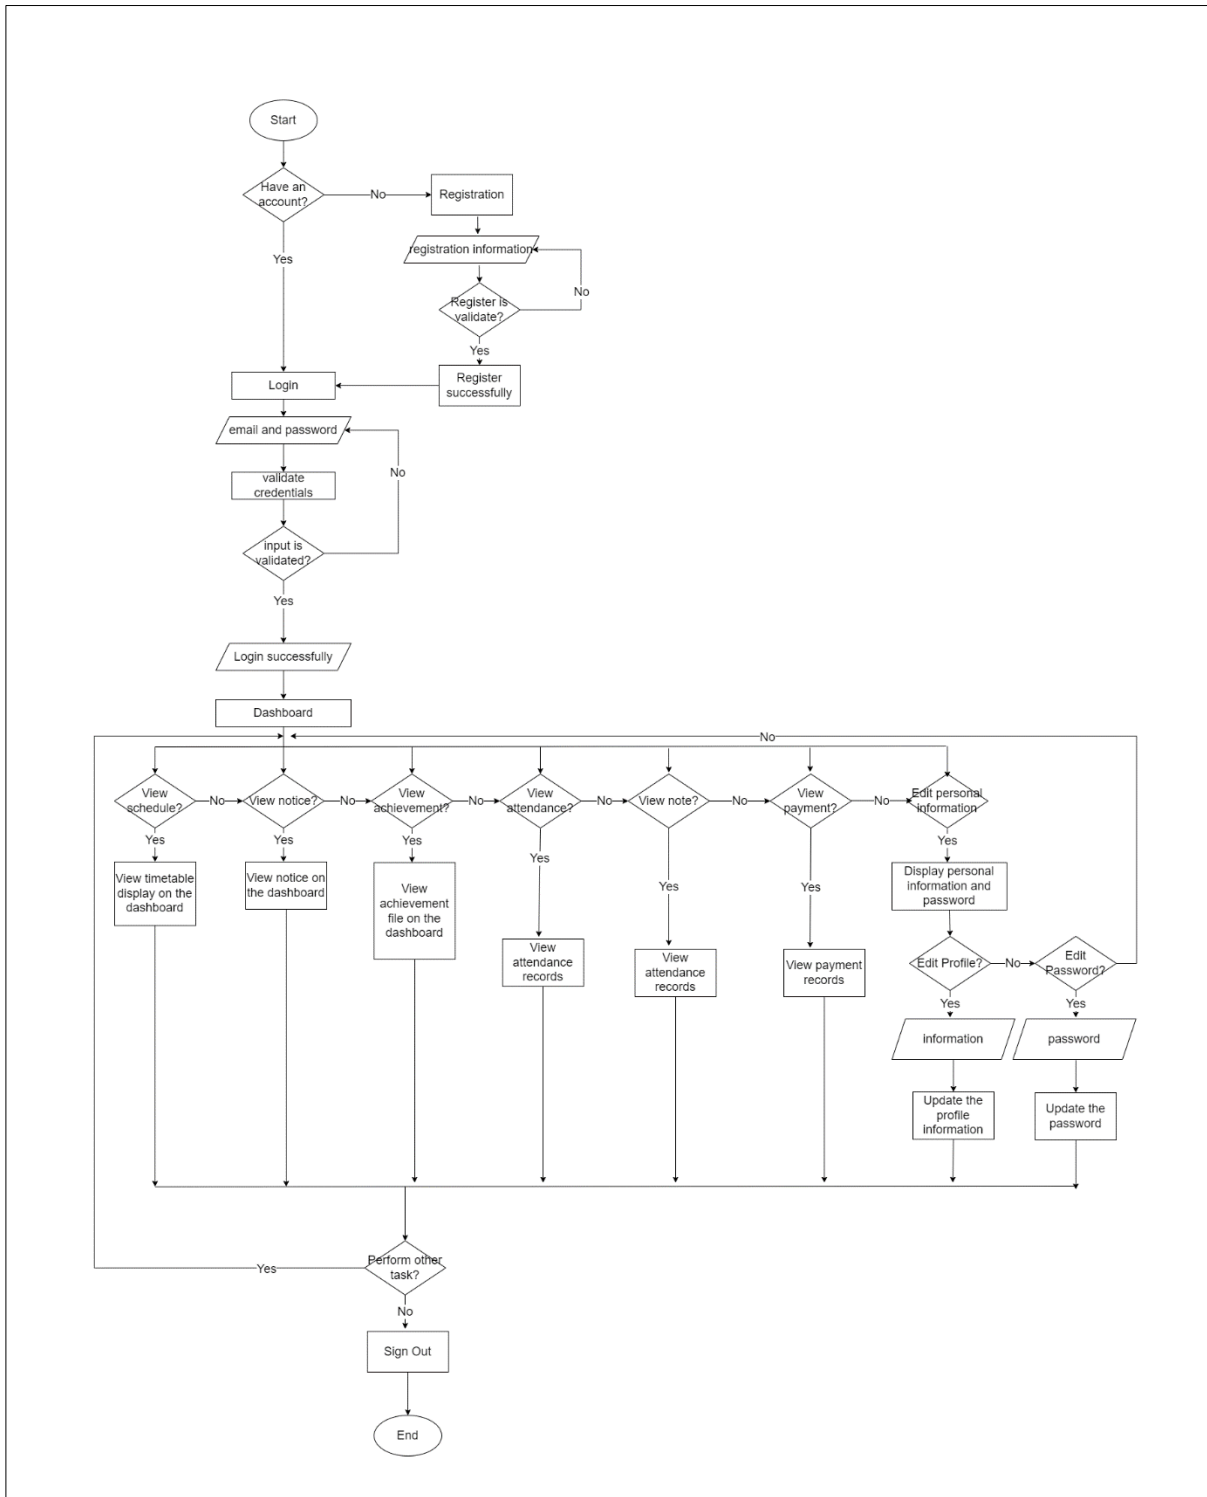 Start
Have an
account?
No
Registration
registration information
Yes
No
Register is
validate?
Yes
Login
Register
successfully
email and password
No
validate
credentials
input is
validated?
Yes
Login successfully
Dashboard
No
View
schedule?
No
View notice?
No
View
achievement?
No
View
attendance?
No
View note?
No
View
payment?
No
Edit personal
information
Yes
Yes
Yes
Yes
Yes
Yes
Yes
View timetable
display on the
dashboard
View notice on
the dashboard
View
achievement
file on the
dashboard
Display personal
information and
password
View
attendance
records
View
attendance
records
View payment
records
Edit Profile?
No
Edit
Password?
Yes
Yes
information
password
Update the
profile
information
Update the
password
Perform other
task?
Yes
No
Sign Out
End